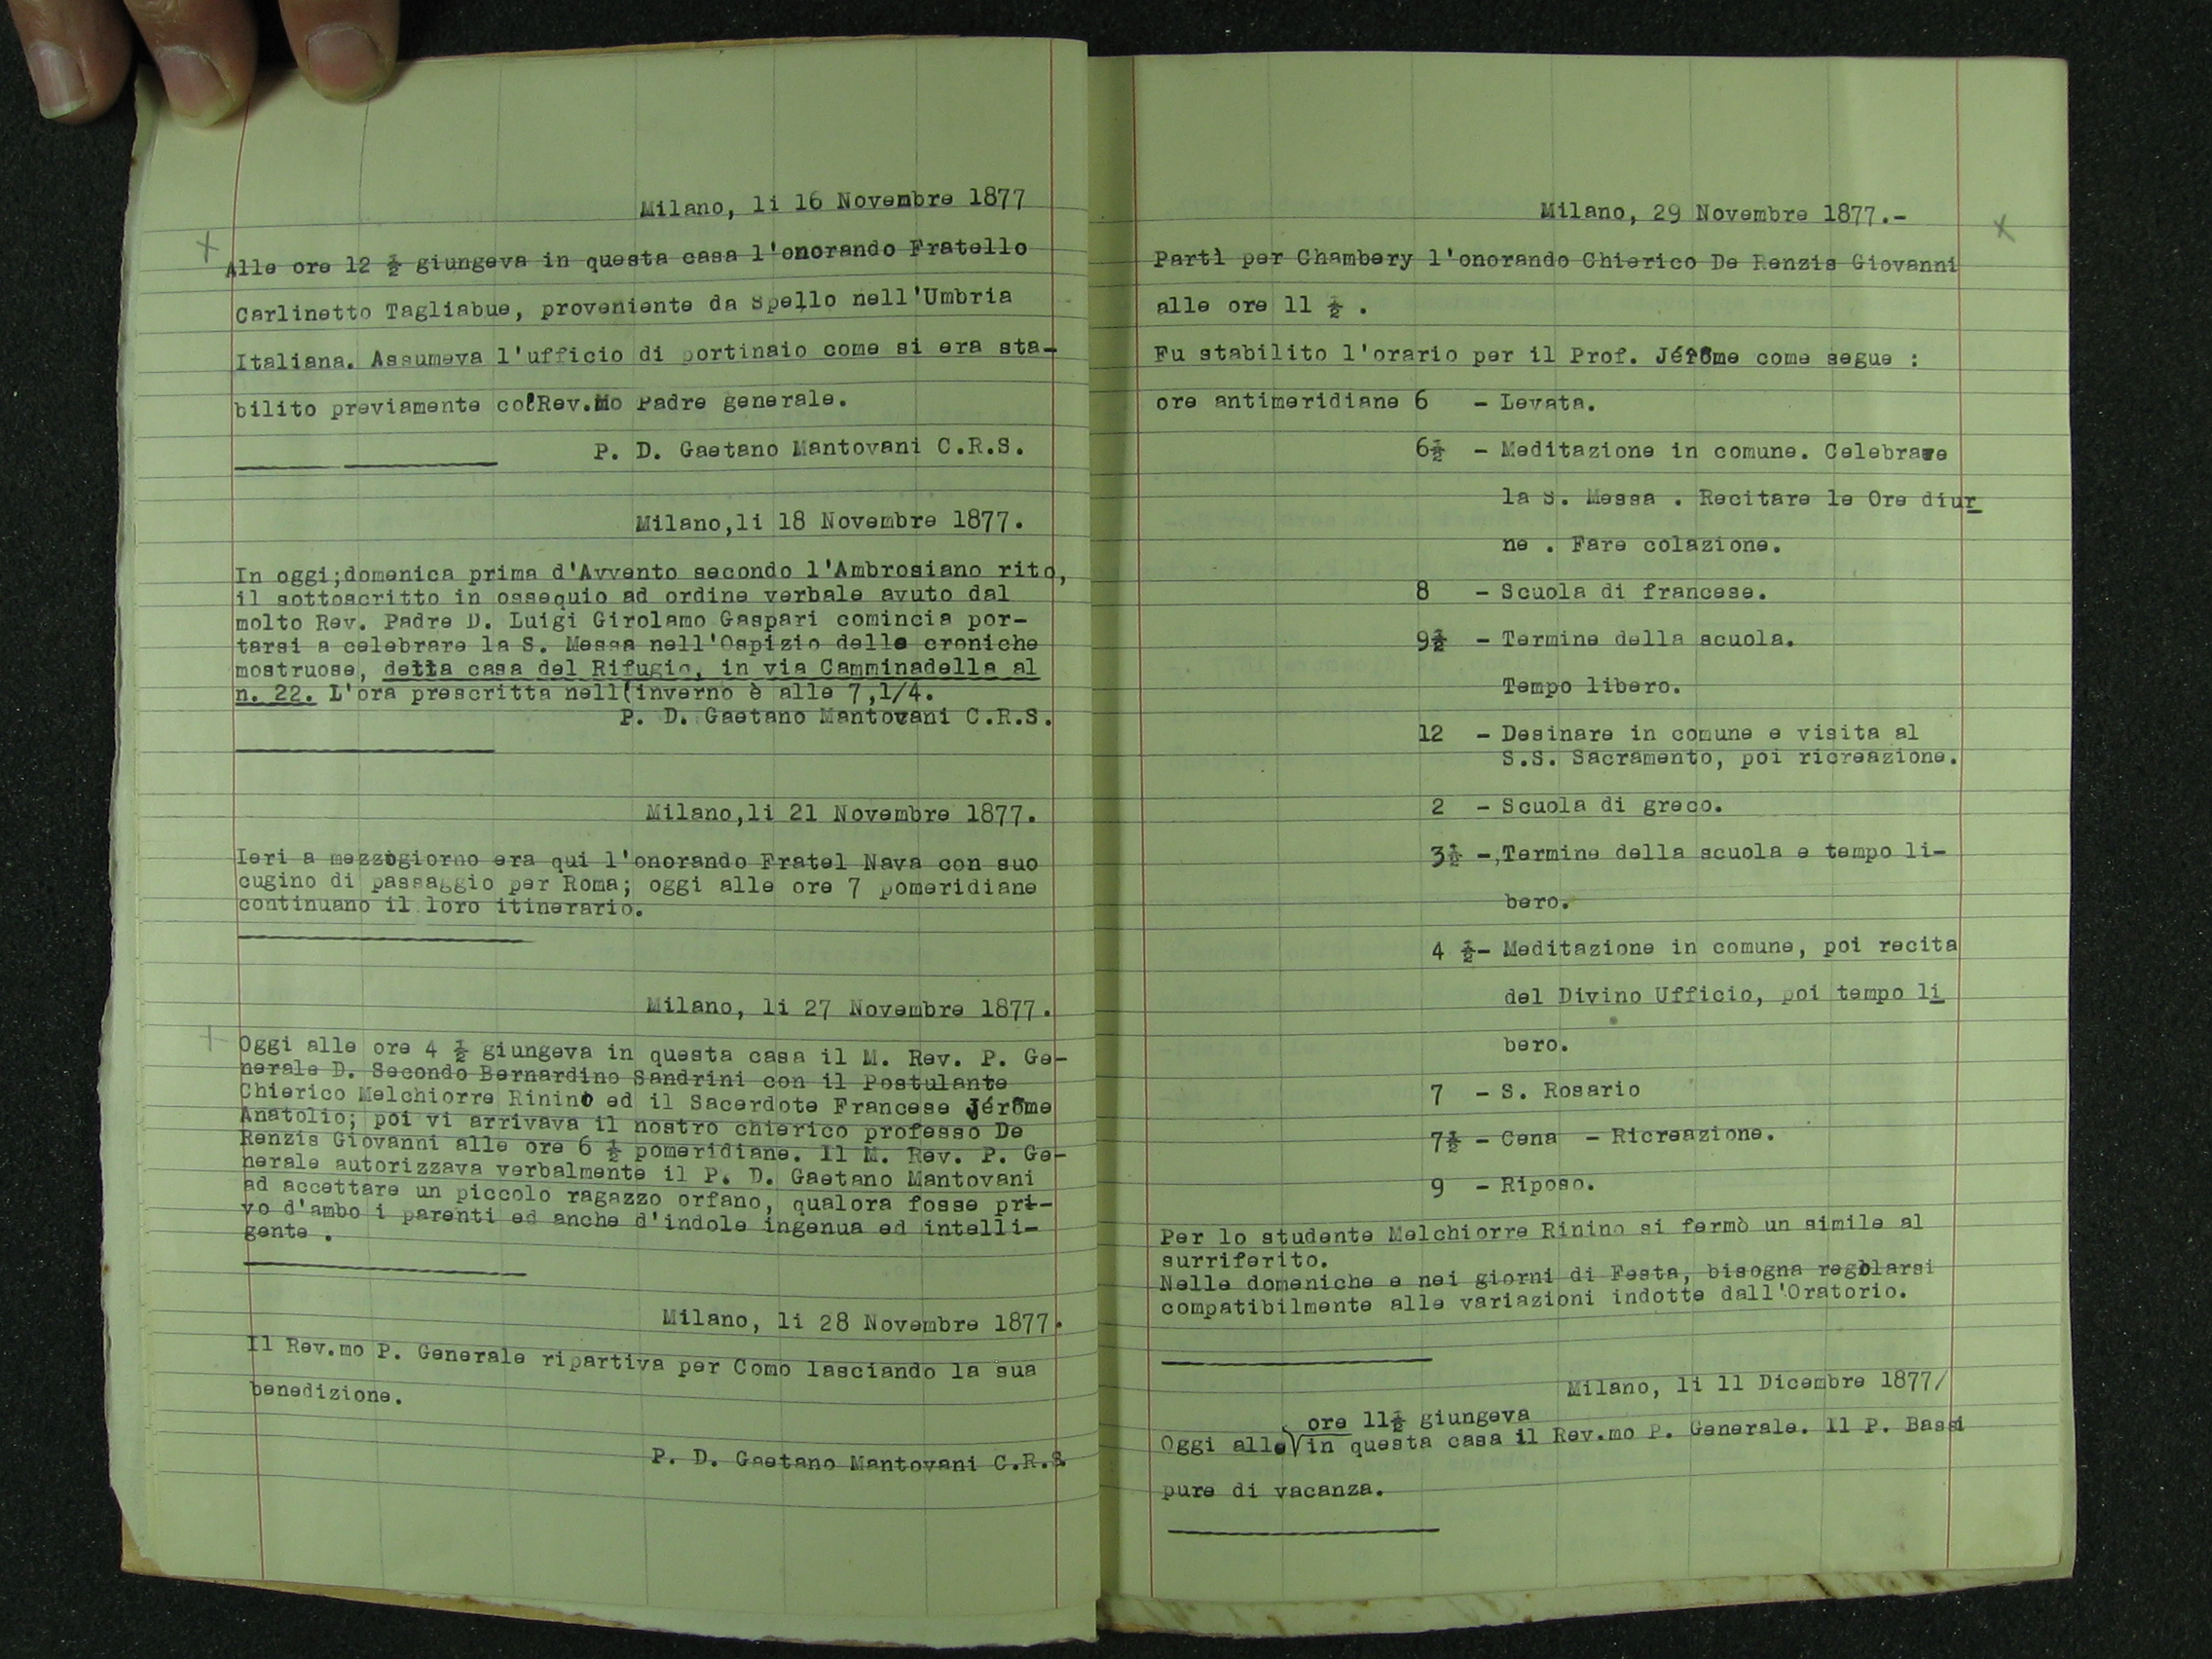 Milano, li 16 Novembre 1877
Alle ore 12 ½ giungeva in questa casa l'onorando Fratello
Carlinetto Tagliabue, proveniente da Spello nell'Umbria
Italiana. Assumeva l'ufficio di portinaio come si era sta-
bilito previamente col Rev.Mo Padre generale.
P. D. Gaetano Mantovani C.R.S.
Milano,li 18 Novembre 1877.
In oggi;domenica prima d'Avvento secondo l'Ambrosiano rito,
il sottoscritto in ossequio ad ordine verbale avuto dal
molto Rev. Padre D. Luigi Girolamo Gaspari comincia por-
tarsi a celebrare la S. Messa nell'Ospizio delle croniche
mostruose, detta casa del Rifugio, in via Camminadella al
n. 22. L'ora prescritta nell(inverno è alle 7,1/4.
P. D. Gaetano Mantovani C.R.S.
Milano,li 21 Novembre 1877.
Ieri a mezzogiorno era qui l'onorando Fratel Nava con suo
cugino di passaggio per Roma; oggi alle ore 7 pomeridiane
continuano il loro itinerario.
Milano, li 27 Novembre 1877.
Oggi alle ore 4 ½ giungeva in questa casa il M. Rev. P. Ge-
nerale D. Secondo Bernardino Sandrini con il Postulante
Chierico Melchiorre Rinino ed il Sacerdote Francese Jérôme
Anatolio; poi vi arrivava il nostro chierico professo De
Renzis Giovanni alle ore 6 ½ pomeridiane. Il M. Rev. P. Ge-
nerale autorizzava verbalmente il P. D. Gaetano Mantovani
ad accettare un piccolo ragazzo orfano, qualora fosse pri-
vo d'ambo i parenti ed anche d'indole ingenua ed intelli-
gente .
Milano, li 28 Novembre 1877.
Il Rev.mo P. Generale ripartiva per Como lasciando la sua
benedizione.
P. D. Gaetano Mantovani C.R.S.
Milano, 29 Novembre 1877.-
Partì per Chambery l'onorando Chierico De Renzis Giovanni
alle ore 11 ½ .
Fu stabilito l'orario per il Prof. Jérôme come segue :
ore antimeridiane 6 - Levata.
6½ - Meditazione in comune. Celebrare
la S. Messa . Recitare le Ore diur
ne . Fare colazione.
8 - Scuola di francese.
9½ - Termine della scuola.
Tempo libero.
12 - Desinare in comune e visita al
S.S. Sacramento, poi ricreazione.
2 - Scuola di greco.
3½ -,Termine della scuola e tempo li-
bero.
4 ½- Meditazione in comune, poi recita
del Divino Ufficio, poi tempo li
bero.
7 - S. Rosario
7½ - Cena - Ricreazione.
9 - Riposo.
Per lo studente Melchiorre Rinino si fermò un simile al
surriferito.
Nelle domeniche e nei giorni di Festa, bisogna regolarsi
compatibilmente alle variazioni indotte dall'Oratorio.
Milano, li 11 Dicembre 1877/
ore 11½ giungeva
Oggi alle√in questa casa il Rev.mo P. Generale. Il P. Bassi
pure di vacanza.